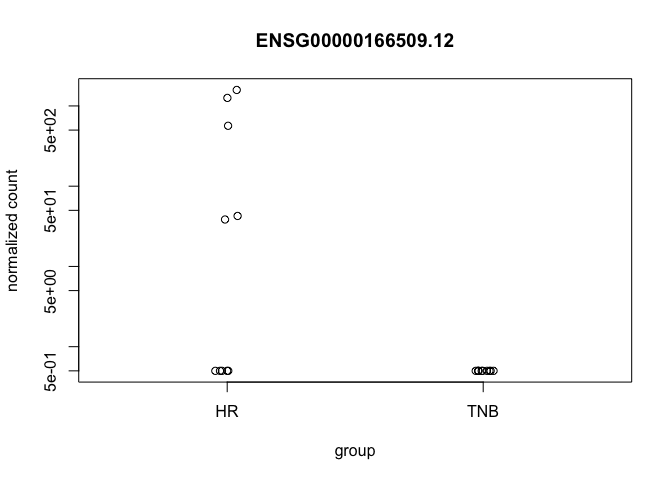 ENSG00000166509.12
normalized count
5e+02
5e+01
5e+00
5e-01
HR
TNB
group